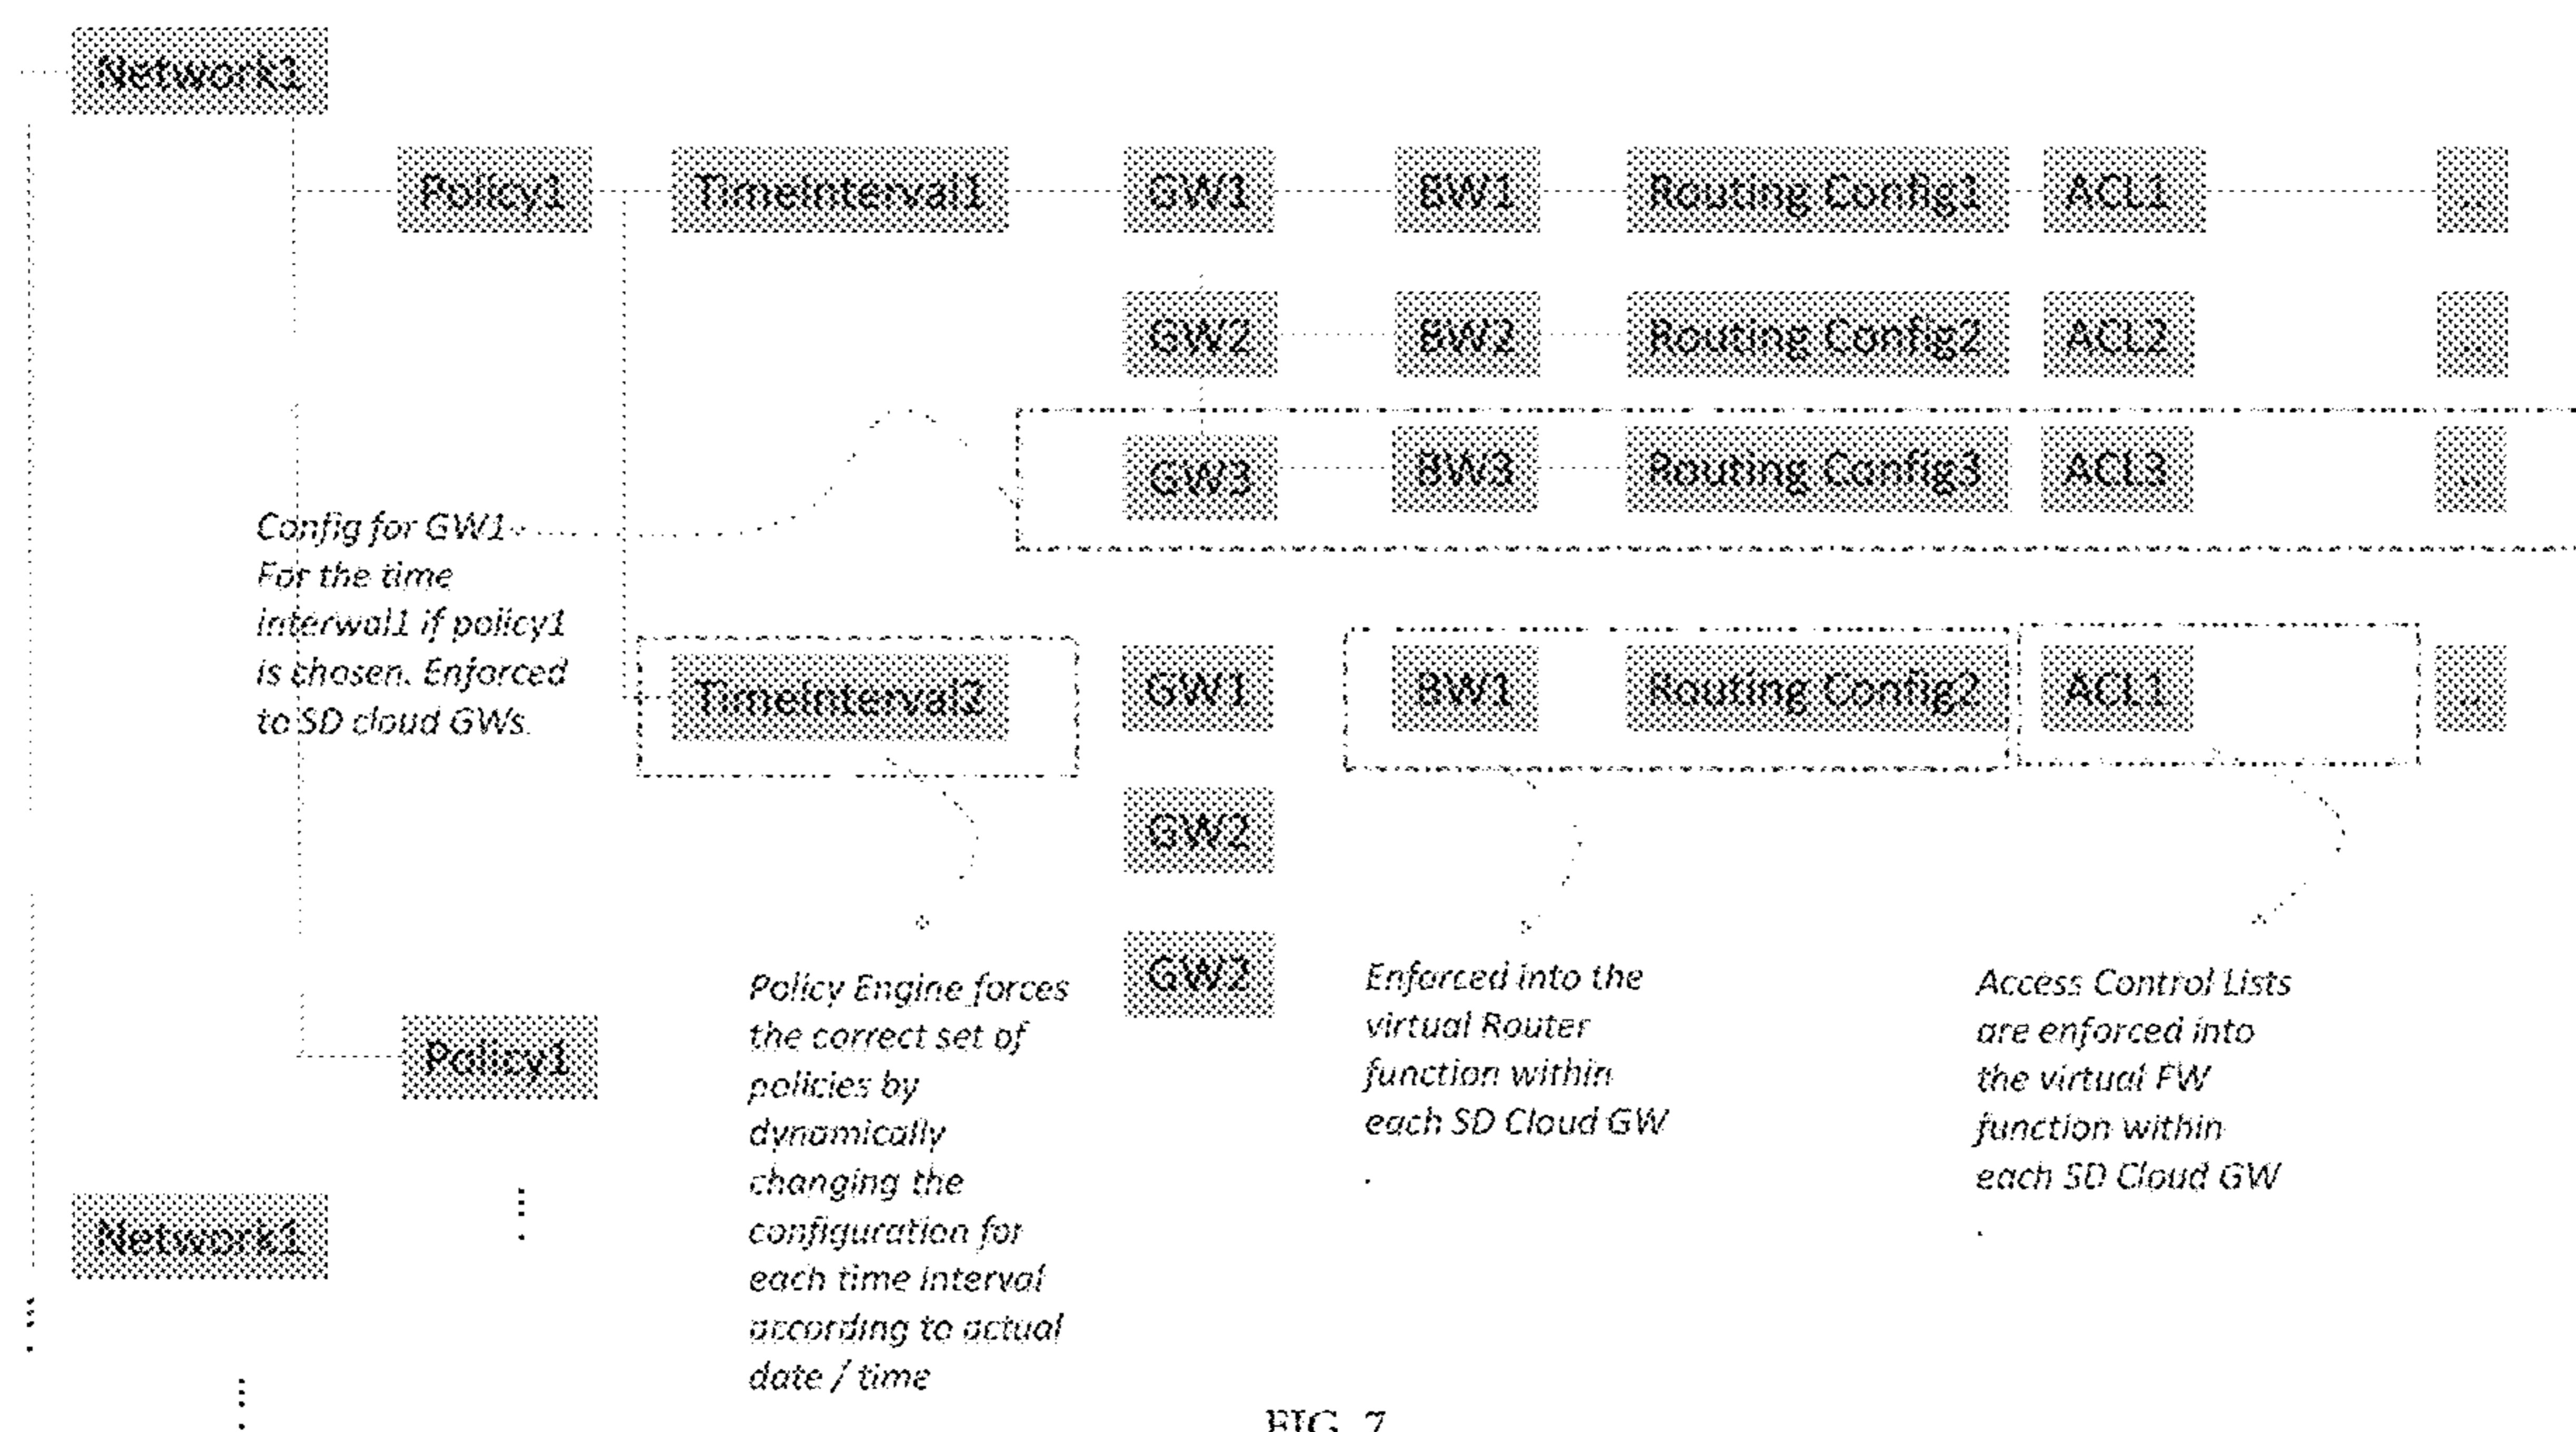 Network1
Policy1 TimeInterval1 GW1 BW1 Routing Config1 ACL1 ..
GW2 BW2 Routing Config2 ACL2 ..
GW3 BW3 Routing Config3 ACL3 ..
Config for GW1
For the time
interwal1 if policy1
is chosen. Enforced
to SD cloud GWs.
TimeInterval2 GW1 BW1 Routing Config2 ACL1 ..
GW2
GW2
Policy1
Network1
Policy Engine forces
the correct set of
policies by
dynamically
changing the
configuration for
each time interval
according to actual
date / time
Enforced into the
virtual Router
function within
each SD Cloud GW
.
Access Control Lists
are enforced into
the virtual FW
function within
each SD Cloud GW
.
FIG. 7